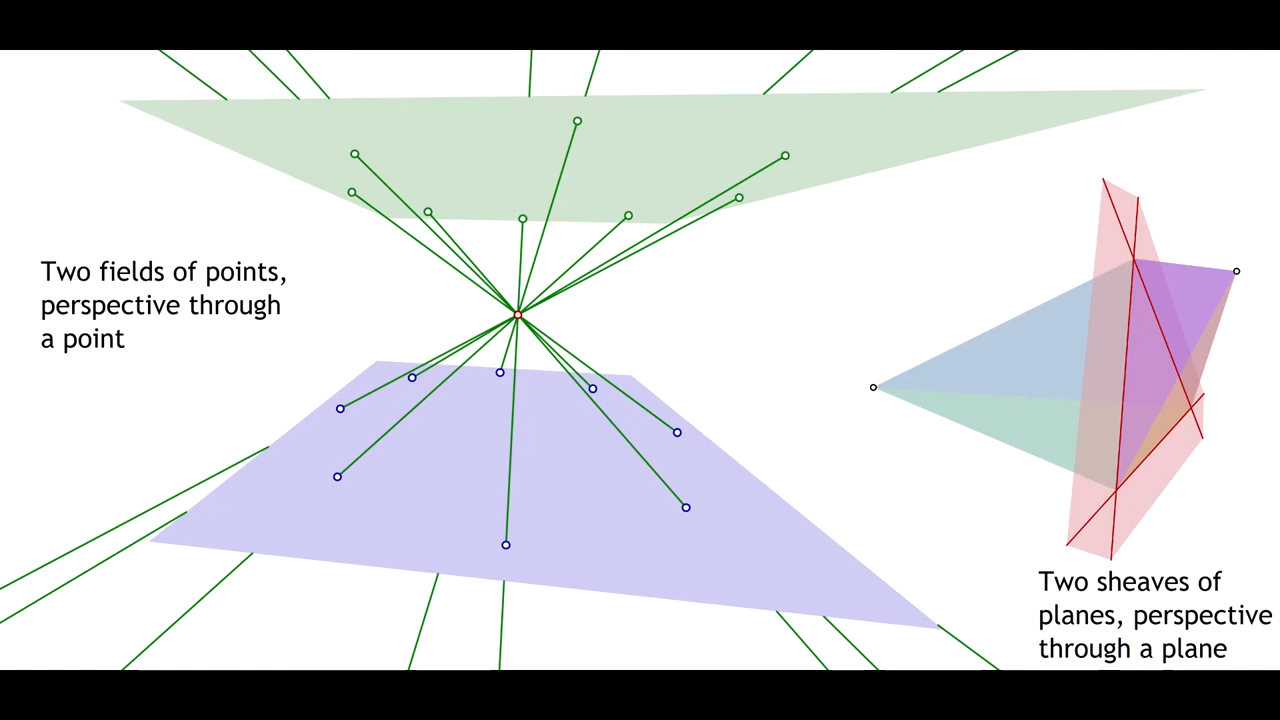 Two fields of points,
perspective through
a point
Two sheaves of
planes, perspective
through a plane